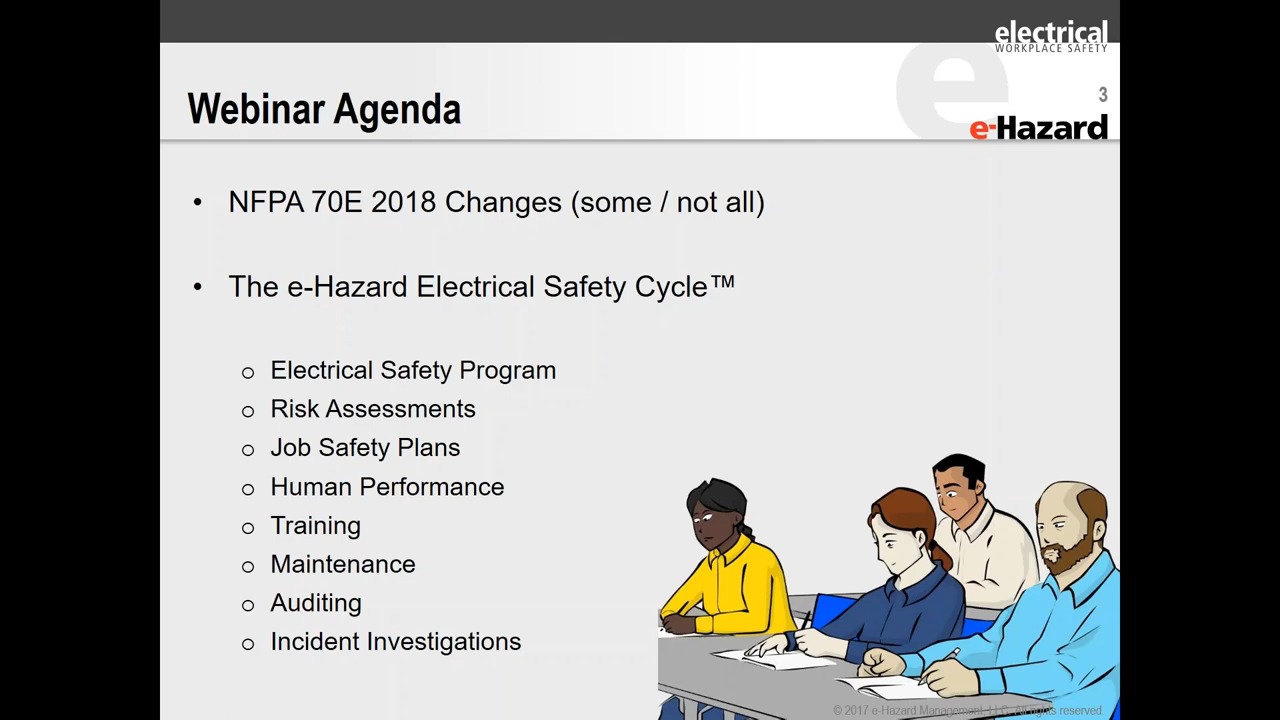 electrical
WORKPLACE SAFETY
e
3
Webinar Agenda
e-Hazard
• NFPA 70E 2018 Changes (some / not all)
• The e-Hazard Electrical Safety Cycle™
o Electrical Safety Program
o Risk Assessments
o Job Safety Plans
o Human Performance
o Training
o Maintenance
o Auditing
o Incident Investigations
© 2017 e-Hazard Management, LLC. All rights reserved.